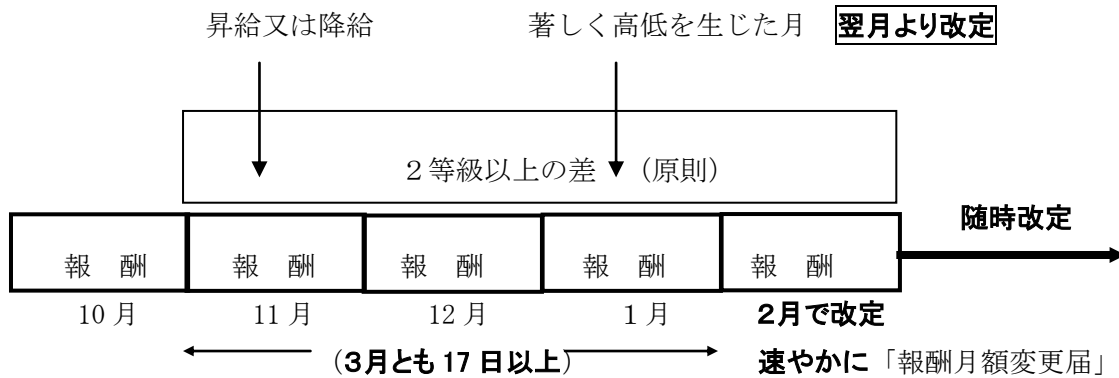 昇給又は降給　著しく高低を生じた月　翌月より改定
２等級以上の差　（原則）
随時改定
報　酬　報　酬　報　酬　報　酬　報　酬
10月　11月　12月　１月　２月で改定
（３月とも17日以上）　速やかに「報酬月額変更届」